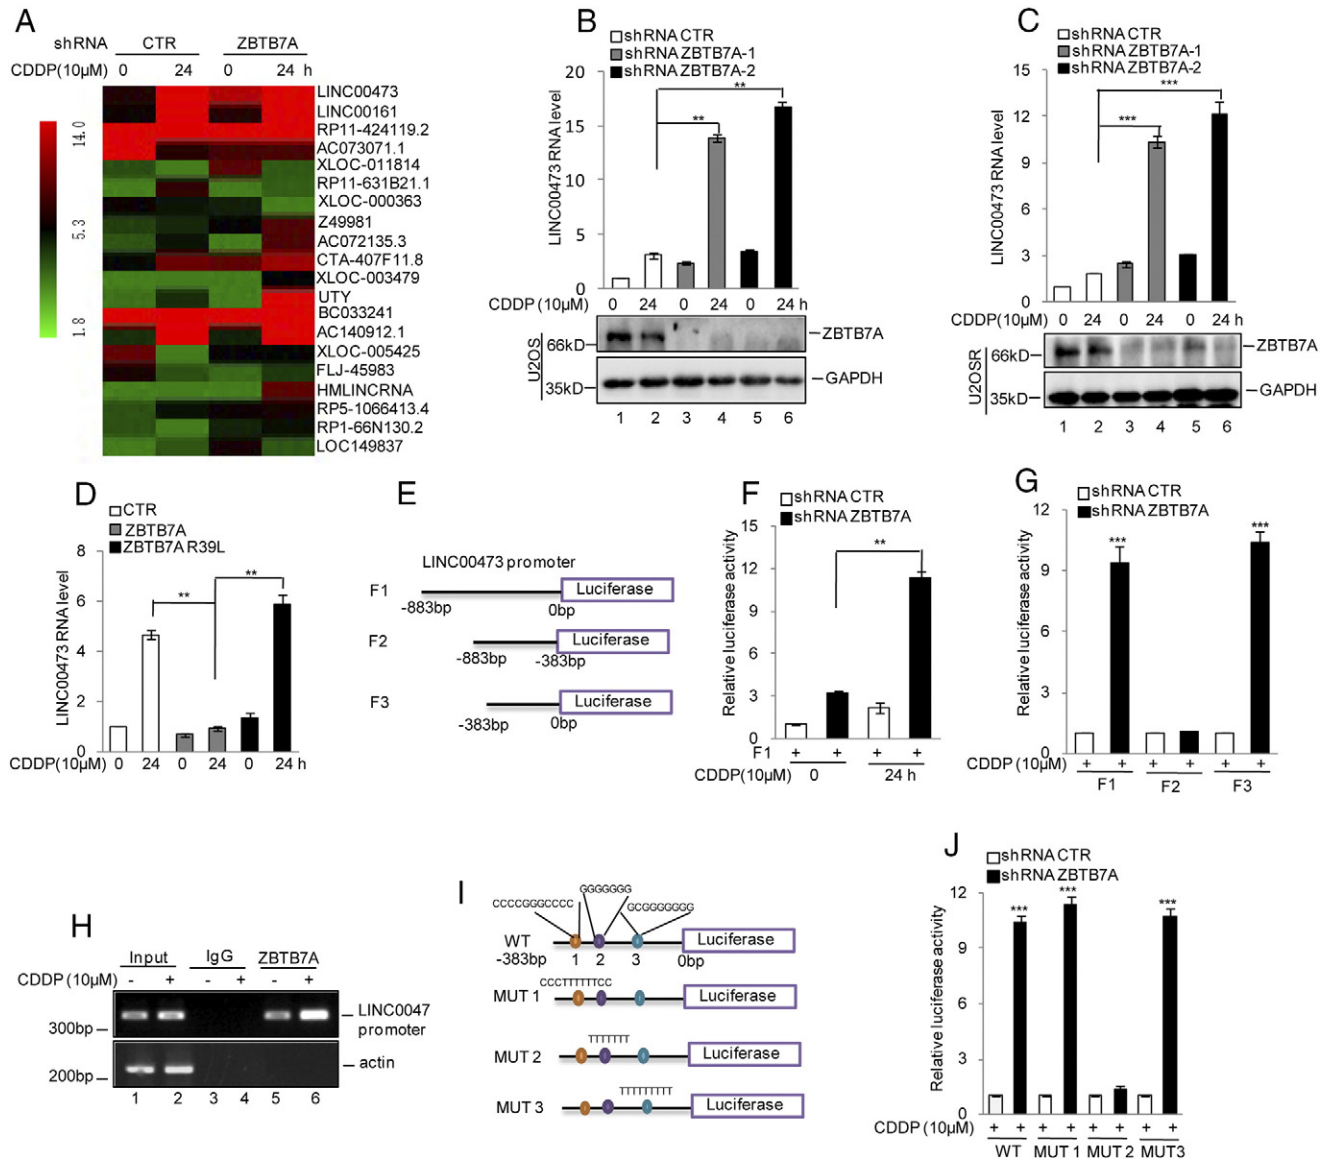 A
shRNA CTR ZBTB7A
CDDP(10μM) 0 24 0 24 h
LINC00473
LINC00161
RP11-424119.2
AC073071.1
XLOC-011814
RP11-631B21.1
XLOC-000363
Z49981
AC072135.3
CTA-407F11.8
XLOC-003479
UTY
BC033241
AC140912.1
XLOC-005425
FLJ-45983
HMLINCRNA
RP5-1066413.4
RP1-66N130.2
LOC149837
14.0
5.3
1.8
B
shRNA CTR
shRNA ZBTB7A-1
shRNA ZBTB7A-2
LINC00473 RNA level
20
15
10
5
0
**
**
CDDP (10μM) 0 24 0 24 0 24 h
U2OS
66kD
ZBTB7A
35kD
GAPDH
1 2 3 4 5 6
C
shRNA CTR
shRNA ZBTB7A-1
shRNA ZBTB7A-2
LINC00473 RNA level
15
12
9
6
3
0
***
***
CDDP(10μM) 0 24 0 24 0 24 h
U2OSR
66kD
ZBTB7A
35kD
GAPDH
1 2 3 4 5 6
D
CTR
ZBTB7A
ZBTB7A R39L
LINC00473 RNA level
8
6
4
2
0
**
**
CDDP(10μM) 0 24 0 24 0 24 h
E
LINC00473 promoter
F1 Luciferase
-883bp 0bp
F2 Luciferase
-883bp -383bp
F3 Luciferase
-383bp 0bp
F
shRNA CTR
shRNA ZBTB7A
Relative luciferase activity
15
12
9
6
3
0
**
F1 + + + +
CDDP(10μM) 0 24 h
G
shRNA CTR
shRNA ZBTB7A
Relative luciferase activity
12
9
6
3
0
***
***
CDDP (10μM) + + + + + +
F1 F2 F3
H
Input IgG ZBTB7A
CDDP (10μM) - + - + - +
LINC0047
promoter
300bp
actin
200bp
1 2 3 4 5 6
I
CCCCGGGCCCC
GGGGGGG
GCGGGGGGG
WT Luciferase
-383bp 1 2 3 0bp
CCCTTTTTTCC
MUT 1 Luciferase
TTTTTTT
MUT 2 Luciferase
TTTTTTTTT
MUT 3 Luciferase
J
shRNA CTR
shRNA ZBTB7A
Relative luciferase activity
12
9
6
3
0
***
***
***
CDDP (10μM) + + + + + + + +
WT MUT 1 MUT 2 MUT3